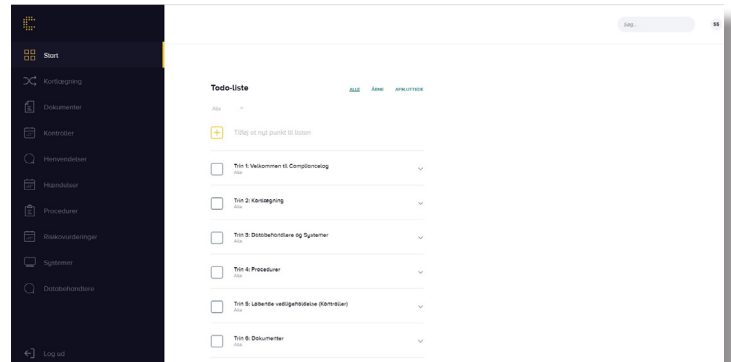 Søg...
SS
Start
Kortlægning
Dokumenter
Kontroller
Henvendelser
Hændelser
Procedurer
Risikovurderinger
Systemer
Databehandlere
Log ud
Todo-liste
ALLE ÅBNE AFSLUTTEDE
Alle
Tilføj et nyt punkt til listen
Trin 1: Velkommen til Compliancelog
Alle
Trin 2: Kortlægning
Alle
Trin 3: Databehandlere og Systemer
Alle
Trin 4: Procedurer
Alle
Trin 5: Løbende vedligeholdelse (Kontroller)
Alle
Trin 6: Dokumenter
Alle